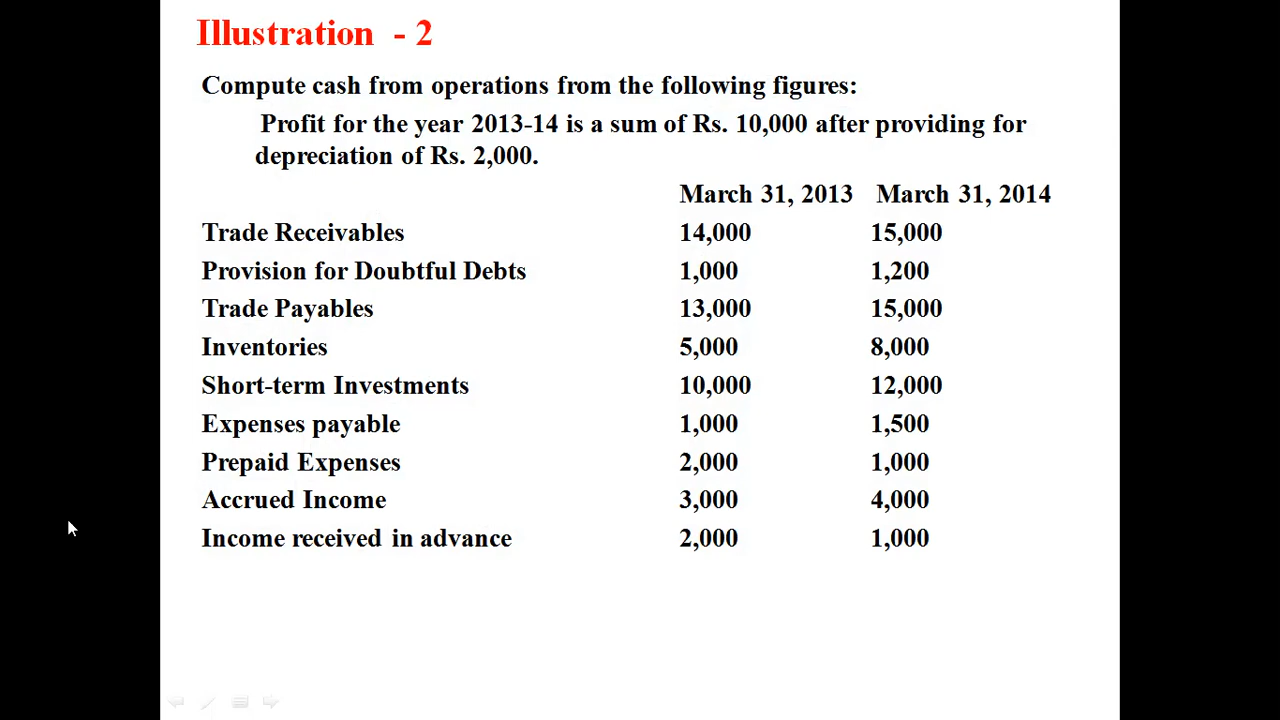 Illustration - 2
Compute cash from operations from the following figures:
Profit for the year 2013-14 is a sum of Rs. 10,000 after providing for
depreciation of Rs. 2,000.
March 31, 2013 March 31, 2014
Trade Receivables 14,000 15,000
Provision for Doubtful Debts 1,000 1,200
Trade Payables 13,000 15,000
Inventories 5,000 8,000
Short-term Investments 10,000 12,000
Expenses payable 1,000 1,500
Prepaid Expenses 2,000 1,000
Accrued Income 3,000 4,000
Income received in advance 2,000 1,000